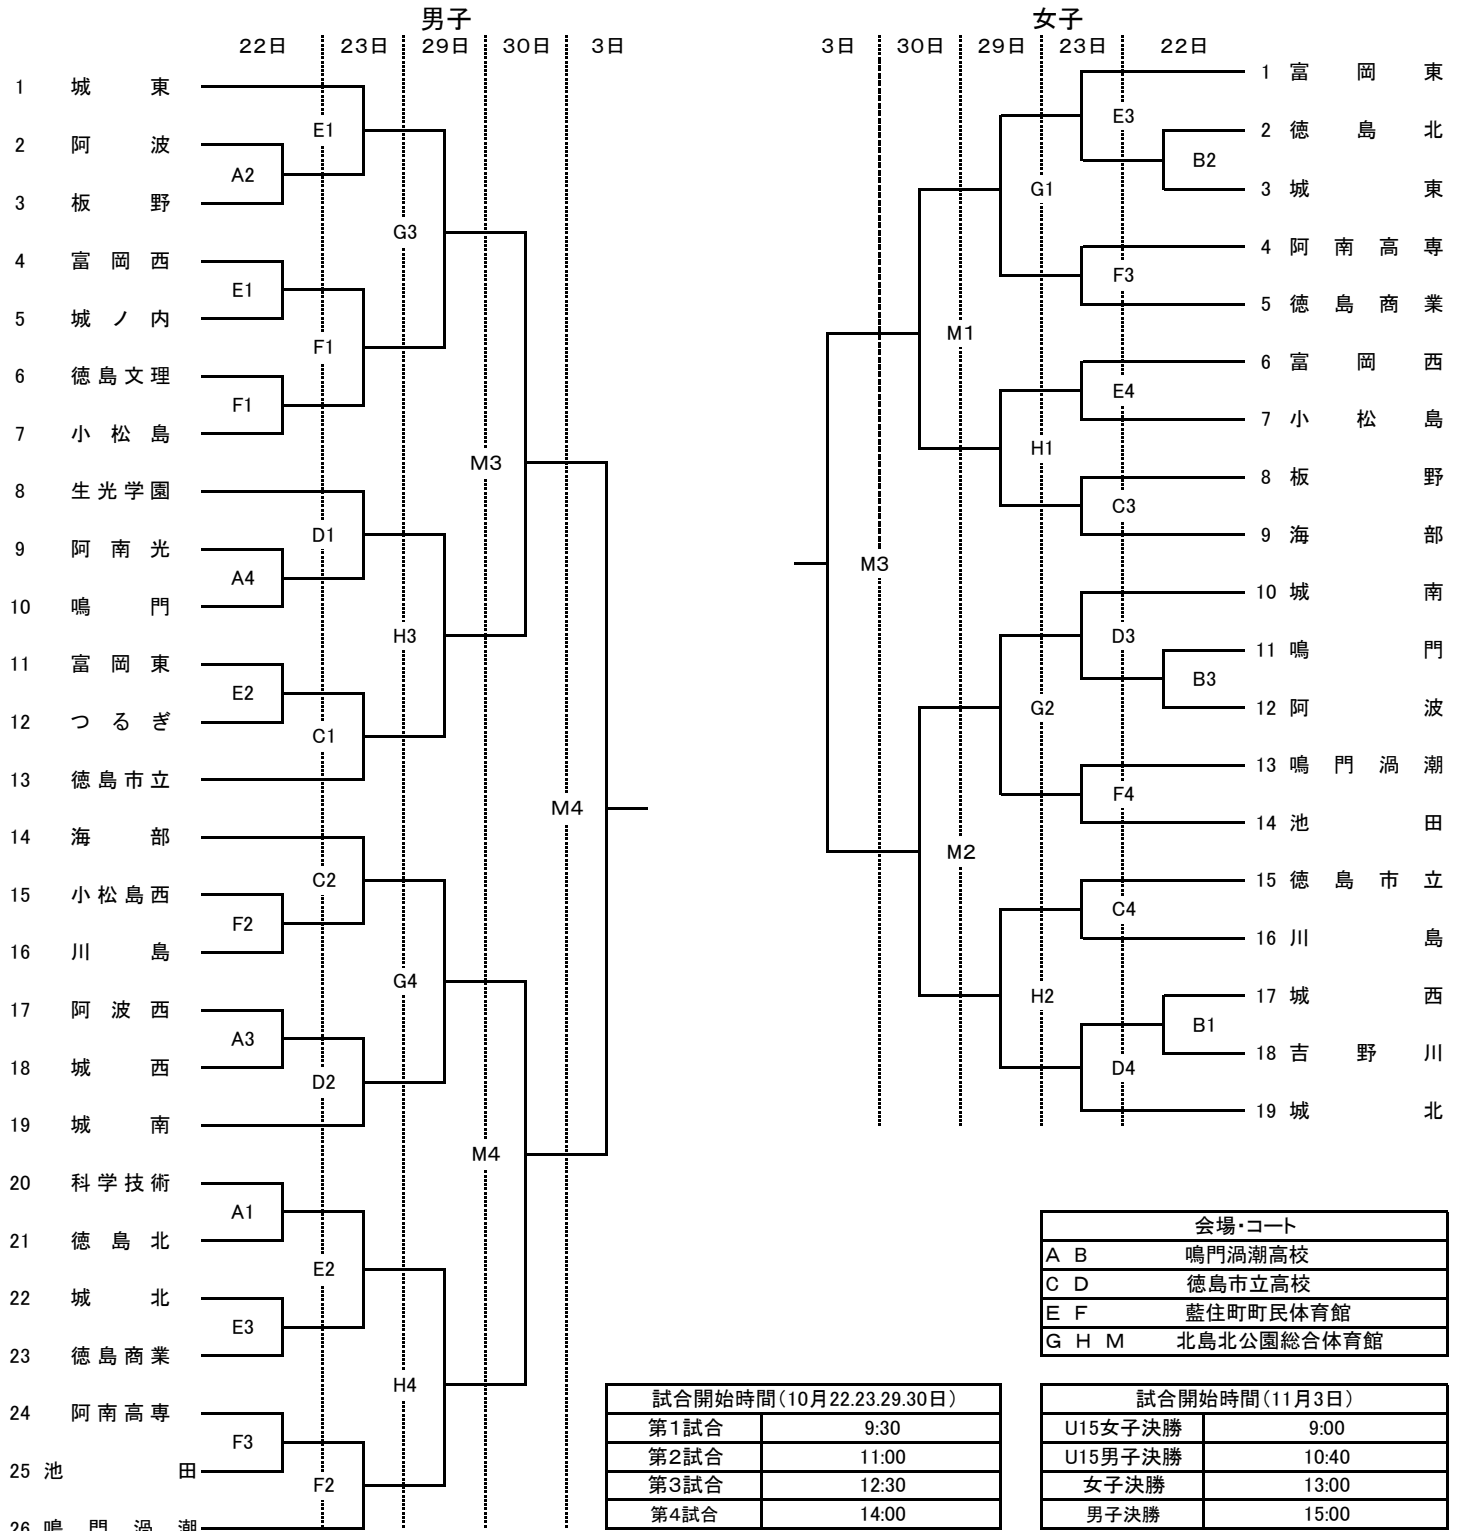 男子
22日 23日 29日 30日 3日
1 城東
E1
2 阿波
A2
3 板野
G3
4 富岡西
E1
5 城ノ内
F1
6 徳島文理
F1
7 小松島
M3
8 生光学園
D1
9 阿南光
A4
10 鳴門
H3
11 富岡東
E2
12 つるぎ
C1
13 徳島市立
M4
14 海部
C2
15 小松島西
F2
16 川島
G4
17 阿波西
A3
18 城西
D2
19 城南
M4
20 科学技術
A1
21 徳島北
E2
22 城北
E3
23 徳島商業
H4
24 阿南高専
F3
25 池田
F2
26 鳴門渦潮
女子
3日 30日 29日 23日 22日
1 富岡東
E3
2 徳島北
B2
3 城東
G1
4 阿南高専
F3
5 徳島商業
M1
6 富岡西
E4
7 小松島
H1
8 板野
C3
9 海部
M3
10 城南
D3
11 鳴門
B3
12 阿波
G2
13 鳴門渦潮
F4
14 池田
M2
15 徳島市立
C4
16 川島
H2
17 城西
B1
18 吉野川
D4
19 城北
会場・コート
A B 鳴門渦潮高校
C D 徳島市立高校
E F 藍住町町民体育館
G H M 北島北公園総合体育館
試合開始時間(10月22.23.29.30日)
第1試合 9:30
第2試合 11:00
第3試合 12:30
第4試合 14:00
試合開始時間(11月3日)
U15女子決勝 9:00
U15男子決勝 10:40
女子決勝 13:00
男子決勝 15:00